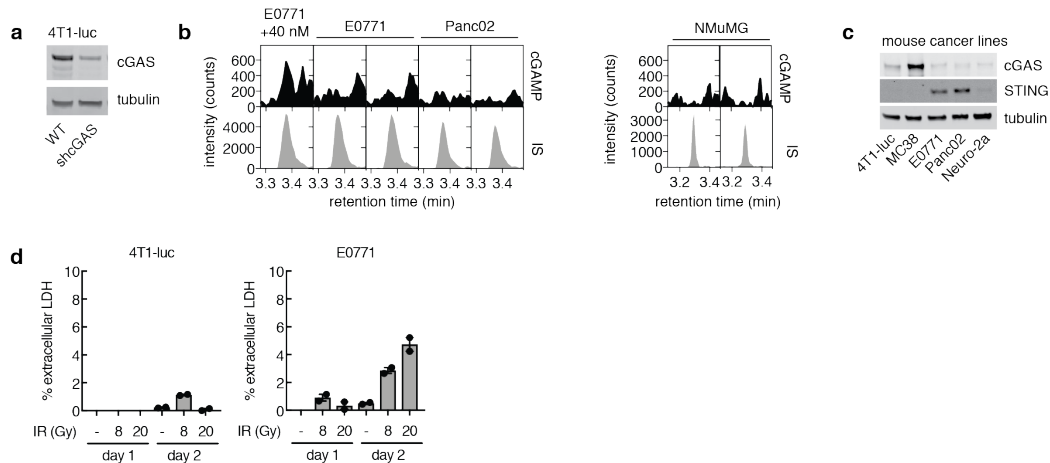 a
4T1-luc
cGAS
tubulin
WT
shcGAS
b
E0771
+40 nM
E0771
Panc02
NMuMG
intensity (counts)
600
400
200
0
4000
2000
0
cGAMP
IS
3.3 3.4 3.3 3.4 3.3 3.4 3.3 3.4 3.3 3.4
retention time (min)
intensity (counts)
600
400
200
0
3000
2000
1000
0
cGAMP
IS
3.2 3.4 3.2 3.4
retention time (min)
c
mouse cancer lines
cGAS
STING
tubulin
4T1-luc
MC38
E0771
Panc02
Neuro-2a
d
4T1-luc
% extracellular LDH
10
8
6
4
2
0
IR (Gy) - 8 20 - 8 20
day 1 day 2
E0771
% extracellular LDH
10
8
6
4
2
0
IR (Gy) - 8 20 - 8 20
day 1 day 2